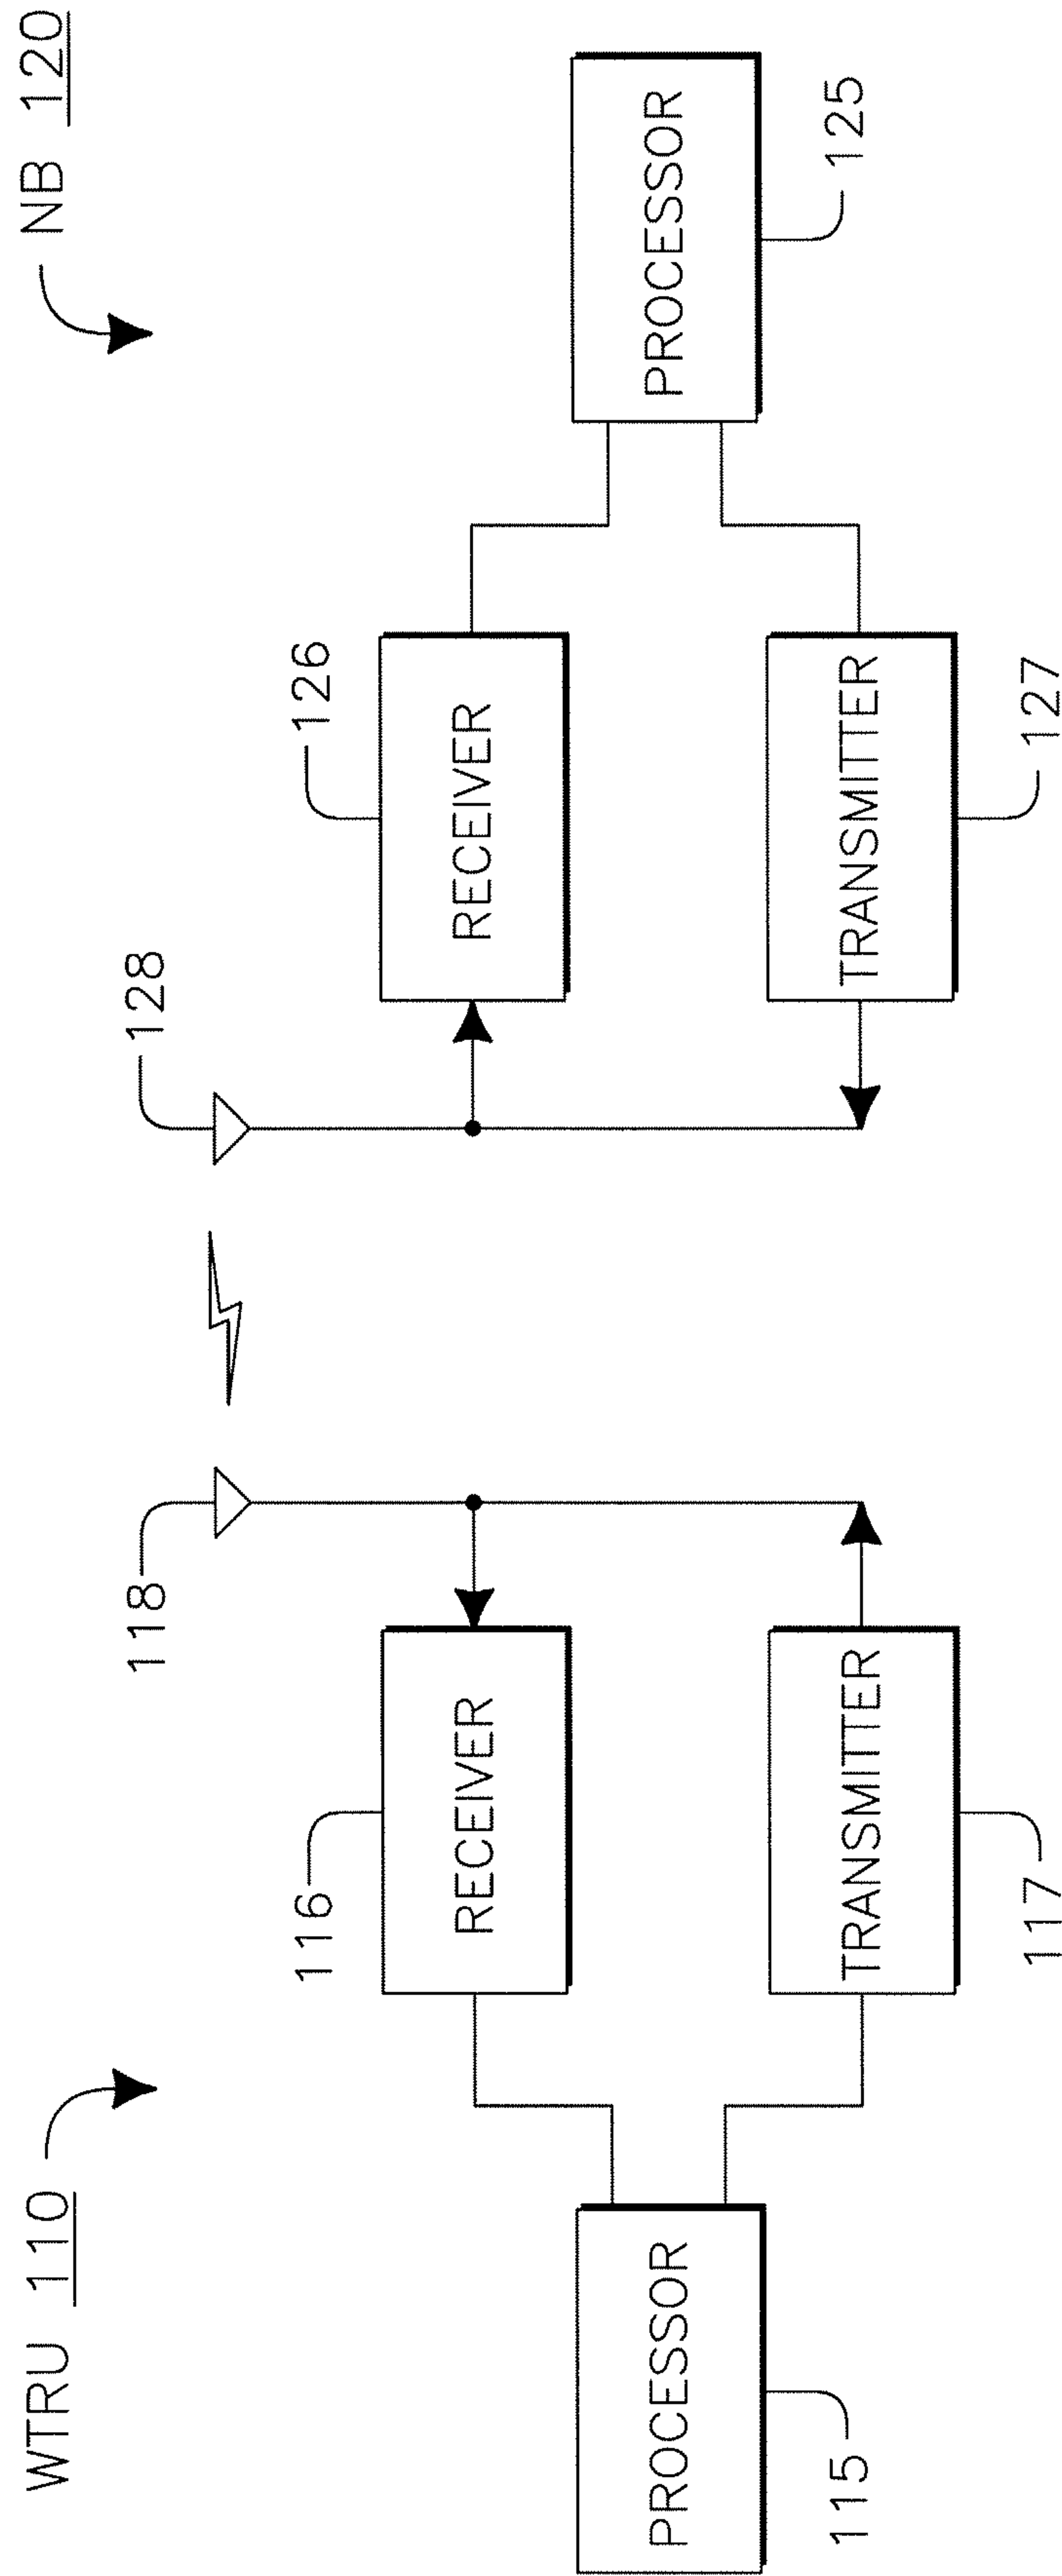 WTRU 110
NB 120
118
128
116
126
RECEIVER
RECEIVER
PROCESSOR
PROCESSOR
115
125
TRANSMITTER
TRANSMITTER
117
127